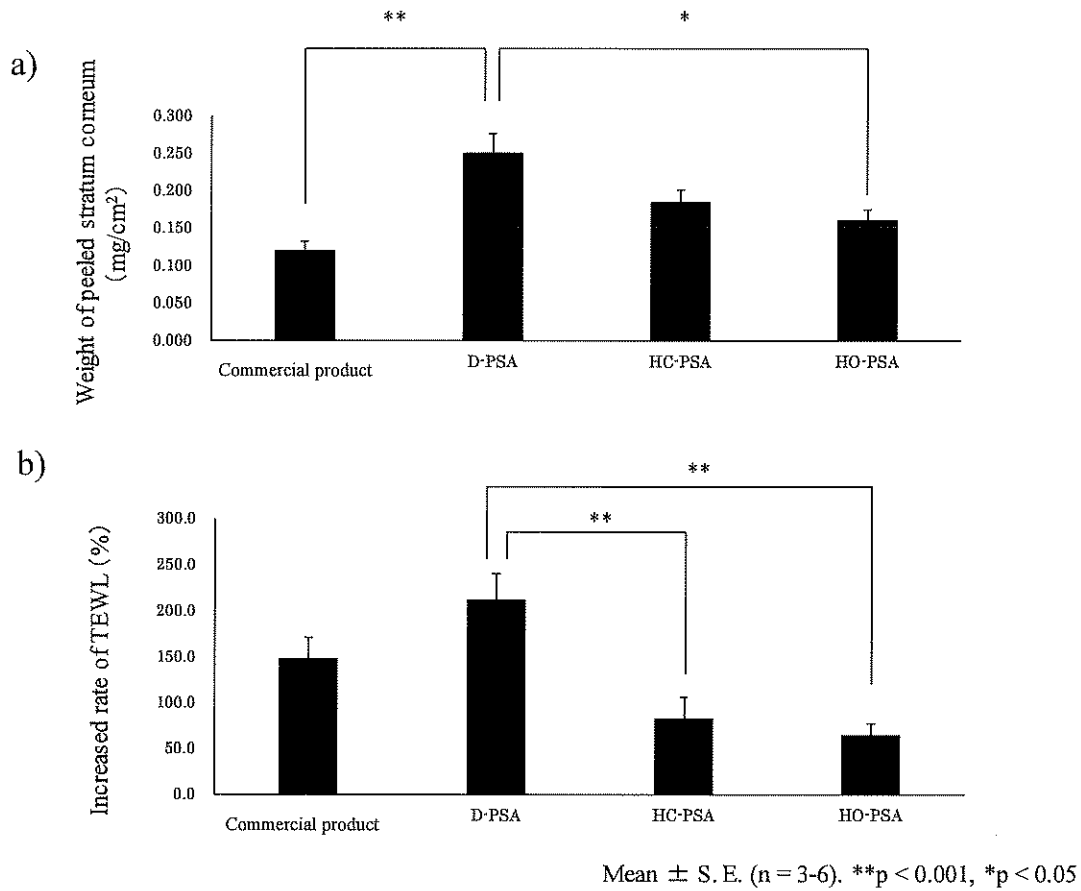 ** *
a)
Weight of peeled stratum corneum
(mg/cm²)
0.300
0.250
0.200
0.150
0.100
0.050
0.000
Commercial product D-PSA HC-PSA HO-PSA
b)
**
**
Increased rate of TEWL (%)
300.0
250.0
200.0
150.0
100.0
50.0
0.0
Commercial product D-PSA HC-PSA HO-PSA
Mean ± S. E. (n = 3-6). **p < 0.001, *p < 0.05